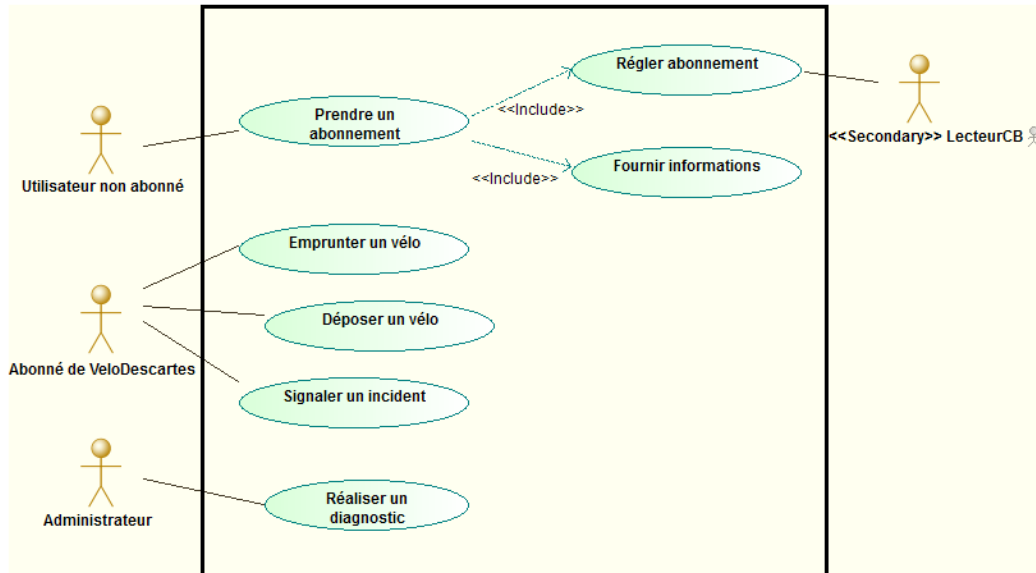 Régler abonnement
Prendre un
abonnement
<<Include>>
<<Secondary>> LecteurCB
Utilisateur non abonné
<<Include>>
Fournir informations
Emprunter un vélo
Déposer un vélo
Abonné de VeloDescartes
Signaler un incident
Réaliser un
diagnostic
Administrateur